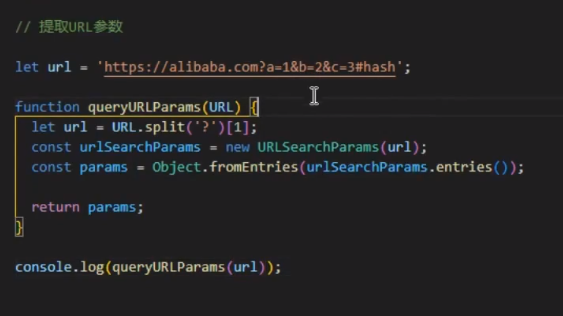 // 提取URL参数
let url = 'https://alibaba.com?a=1&b=2&c=3#hash';
function queryURLParams(URL) {
let url = URL.split('?')[1];
const urlSearchParams = new URLSearchParams(url);
const params = Object.fromEntries(urlSearchParams.entries());
return params;
}
console.log(queryURLParams(url));